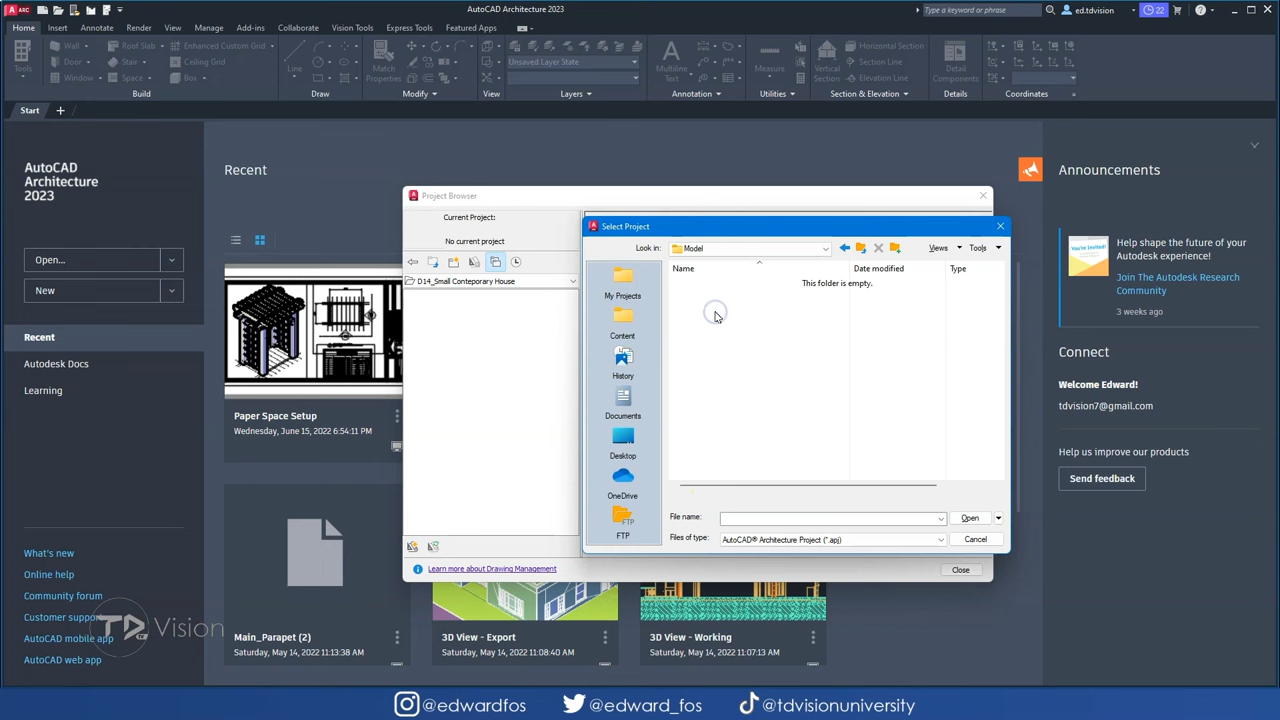 AutoCAD Architecture 2023
Type a keyword or phrase
ed.tdvision
22
ARC
Home Insert Annotate Render View Manage Add-ins Collaborate Vision Tools Express Tools Featured Apps
Tools
Wall
Door
Window
Roof Slab
Stair
Space
Enhanced Custom Grid
Ceiling Grid
Box
Line
Match Properties
Unsaved Layer State
Multiline Text
Measure
Vertical Section
Horizontal Section
Section Line
Elevation Line
Detail Components
Build Draw Modify View Layers Annotation Utilities Section & Elevation Details Coordinates
Start
AutoCAD
Architecture
2023
Open...
New
Recent
Autodesk Docs
Learning
What's new
Online help
Community forum
Customer support
AutoCAD mobile app
AutoCAD web app
TD Vision
Recent
Paper Space Setup
Wednesday, June 15, 2022 6:54:11 PM
Main_Parapet (2)
Saturday, May 14, 2022 11:13:38 AM
3D View - Export
Saturday, May 14, 2022 11:08:40 AM
3D View - Working
Saturday, May 14, 2022 11:07:13 AM
Project Browser
Current Project:
No current project
D14_Small Conteporary House
Learn more about Drawing Management
Close
Select Project
Look in:
Model
Views
Tools
Name
Date modified
Type
This folder is empty.
My Projects
Content
History
Documents
Desktop
OneDrive
FTP
FTP
File name:
Open
Files of type:
AutoCAD® Architecture Project (*.apj)
Cancel
Announcements
You're Invited!
Help shape the future of your
Autodesk experience!
Join The Autodesk Research
Community
3 weeks ago
Connect
Welcome Edward!
tdvision7@gmail.com
Help us improve our products
Send feedback
@edwardfos
@edward_fos
@tdvisionuniversity